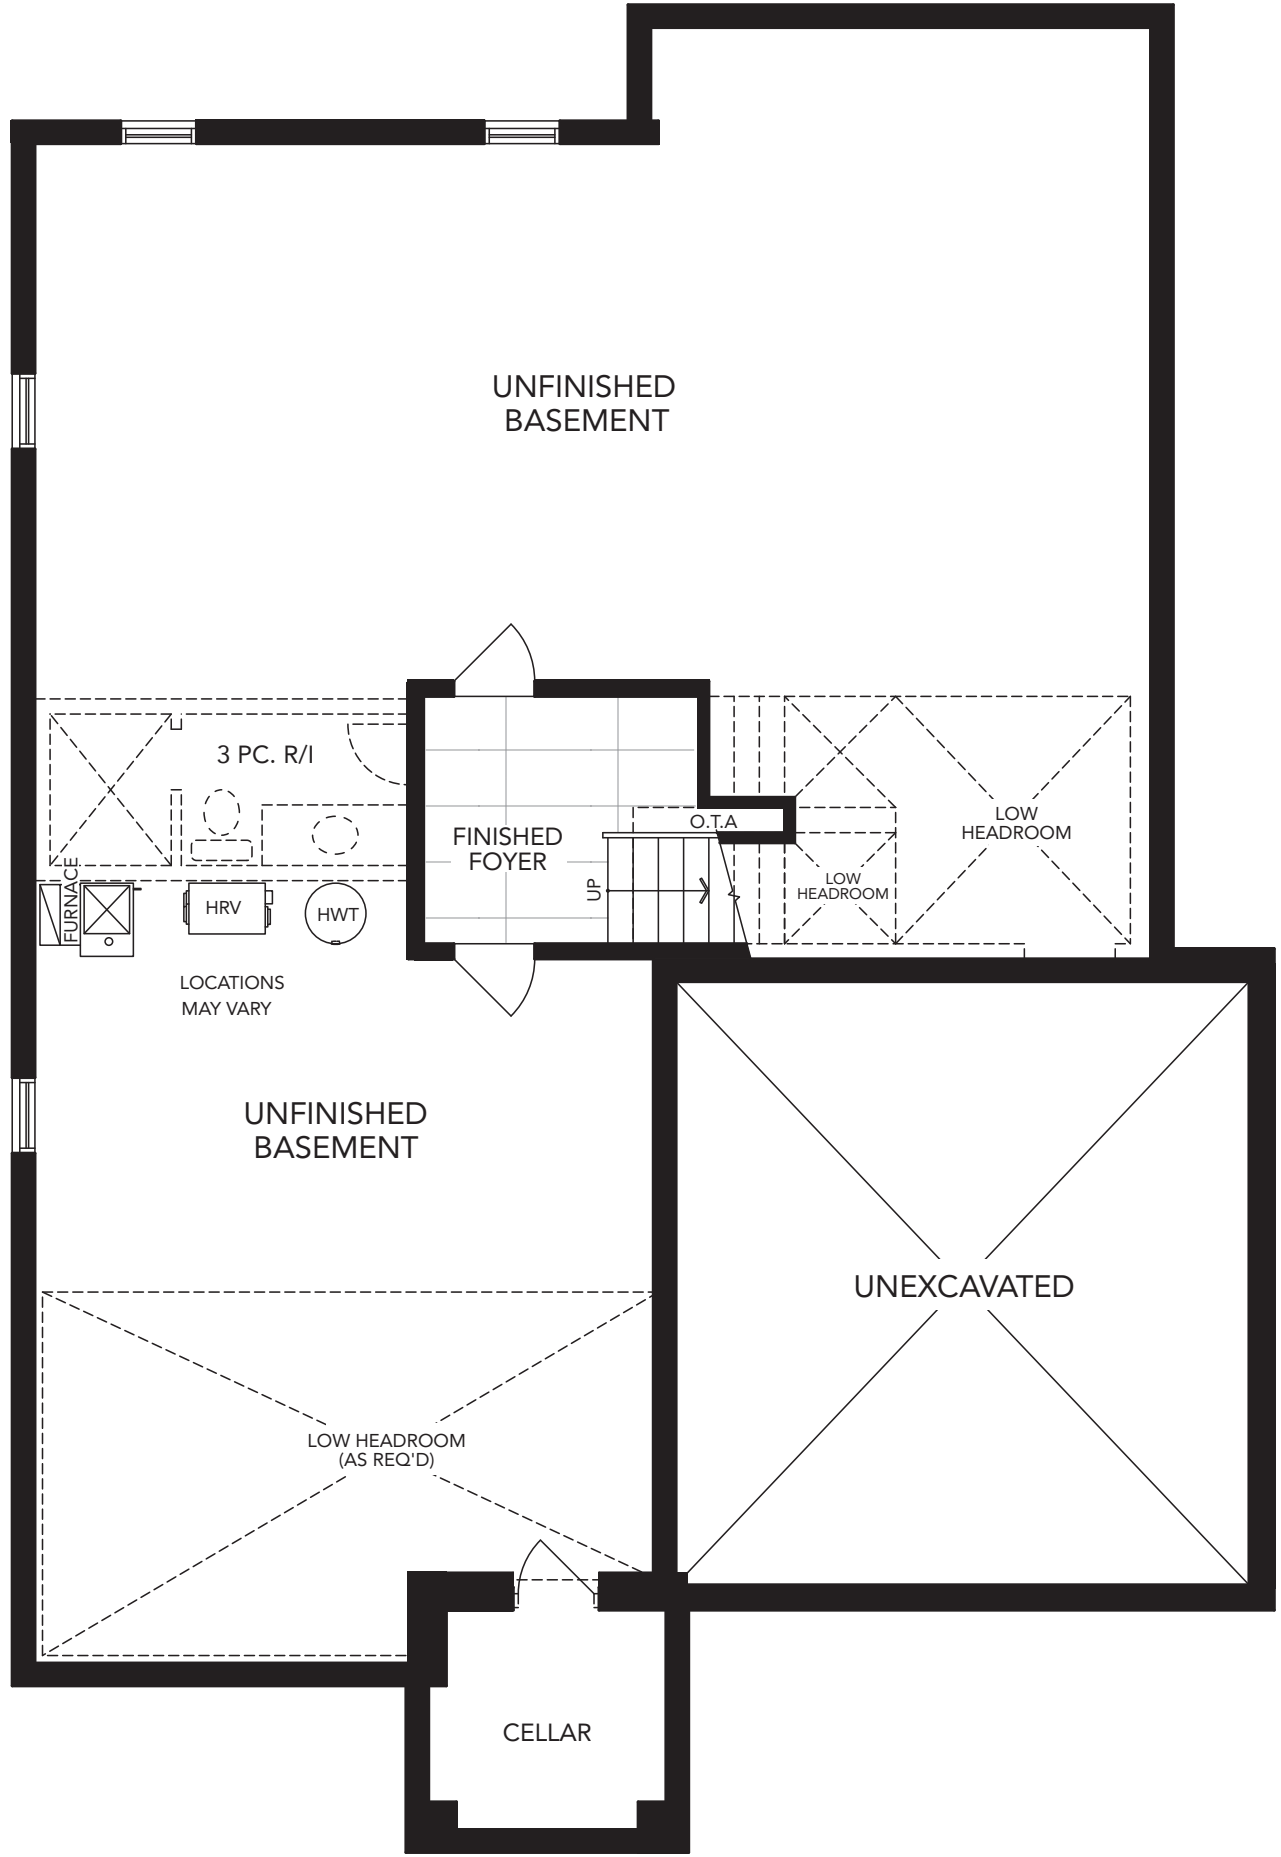 UNFINISHED
BASEMENT
3 PC. R/I
FINISHED
FOYER
O.T.A
UP
LOW
HEADROOM
LOW
HEADROOM
FURNACE
HRV
HWT
LOCATIONS
MAY VARY
UNFINISHED
BASEMENT
UNEXCAVATED
LOW HEADROOM
(AS REQ'D)
CELLAR